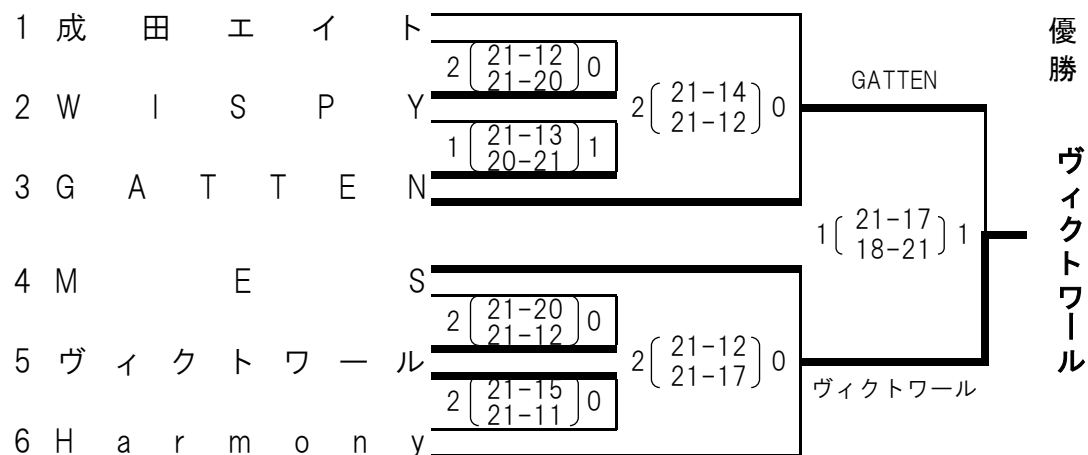 1 成田エイト
2 WISPY
3 GATTEN
4 MES
5 ヴィクトワール
6 Harmony
2 21-12 0
21-20
1 21-13 1
20-21
2 21-14 0
21-12
2 21-20 0
21-12
2 21-15 0
21-11
2 21-12 0
21-17
GATTEN
1 21-17 1
18-21
ヴィクトワール
優勝
ヴィクトワール